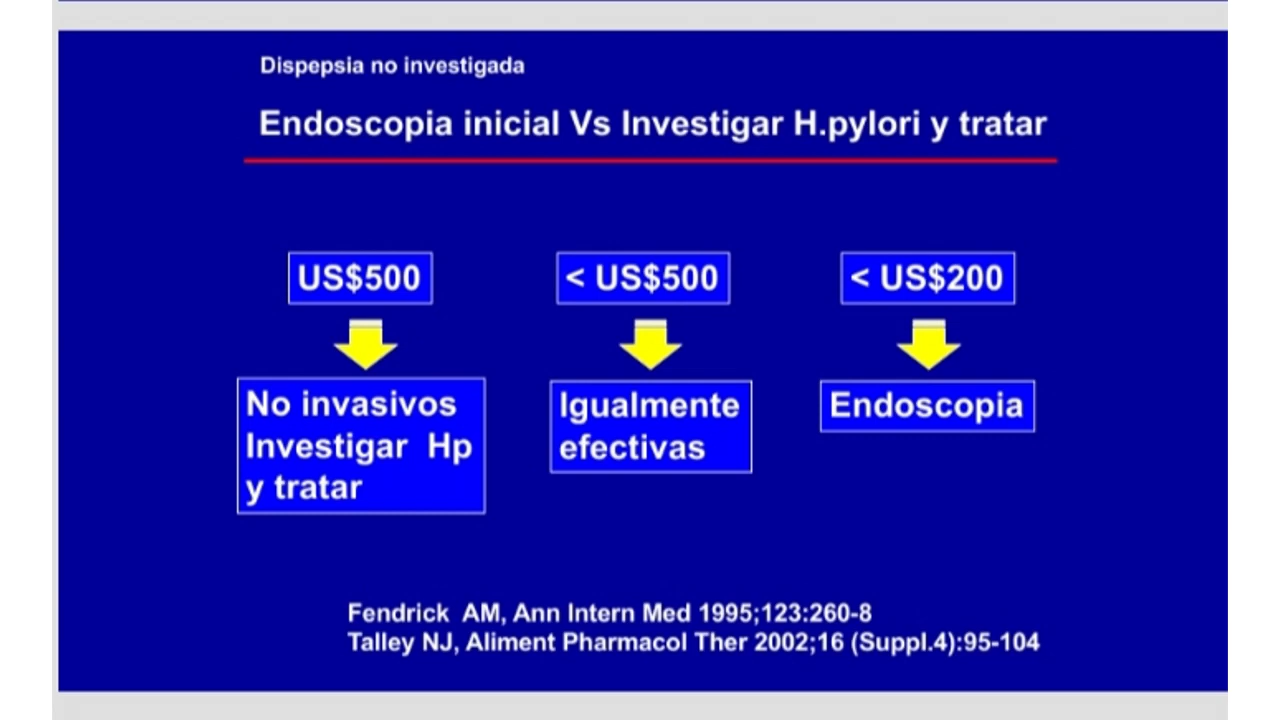 Dispepsia no investigada
Endoscopia inicial Vs Investigar H.pylori y tratar
US$500
< US$500
< US$200
No invasivos
Investigar Hp
y tratar
Igualmente
efectivas
Endoscopia
Fendrick AM, Ann Intern Med 1995;123:260-8
Talley NJ, Aliment Pharmacol Ther 2002;16 (Suppl.4):95-104